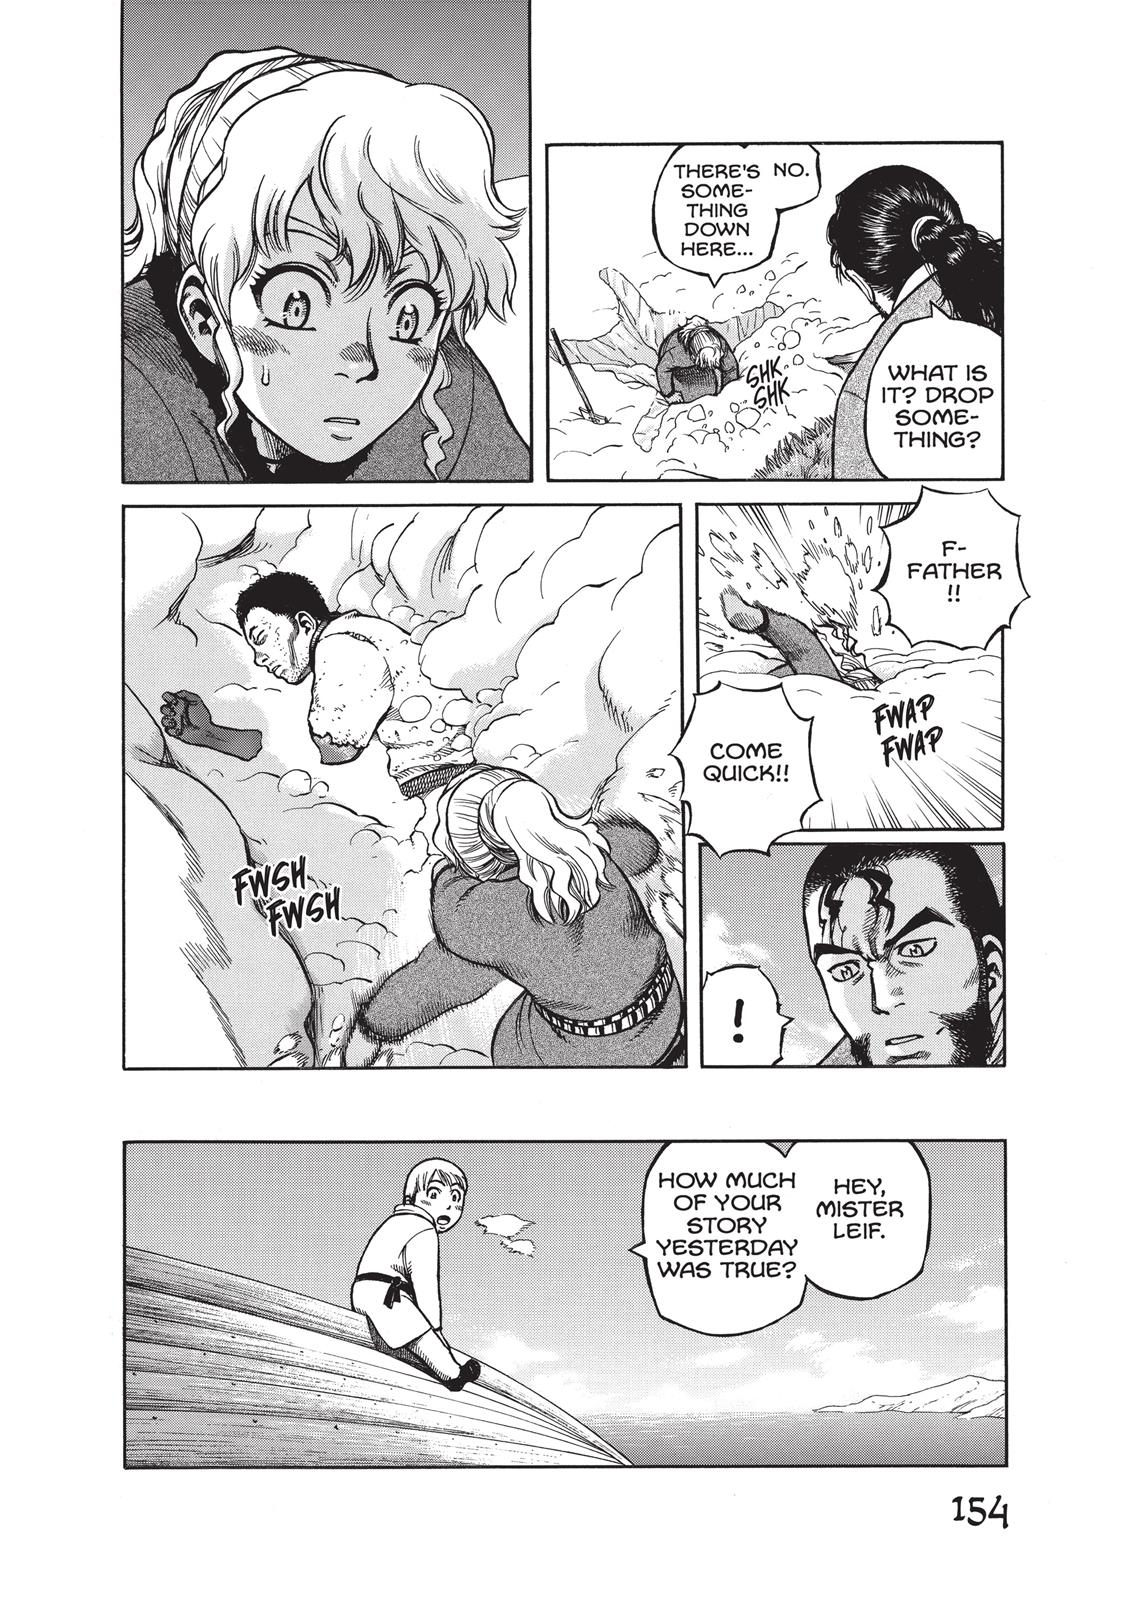 WHAT IS
IT? DROP
SOME-
THING?
NO.
THERE'S
SOME-
THING
DOWN
HERE...
SHK
SHK
F-
FATHER
!!
FWAP
FWAP
COME
QUICK!!
!
FWSH
FWSH
HEY,
MISTER
LEIF.
HOW MUCH
OF YOUR
STORY
YESTERDAY
WAS TRUE?
154